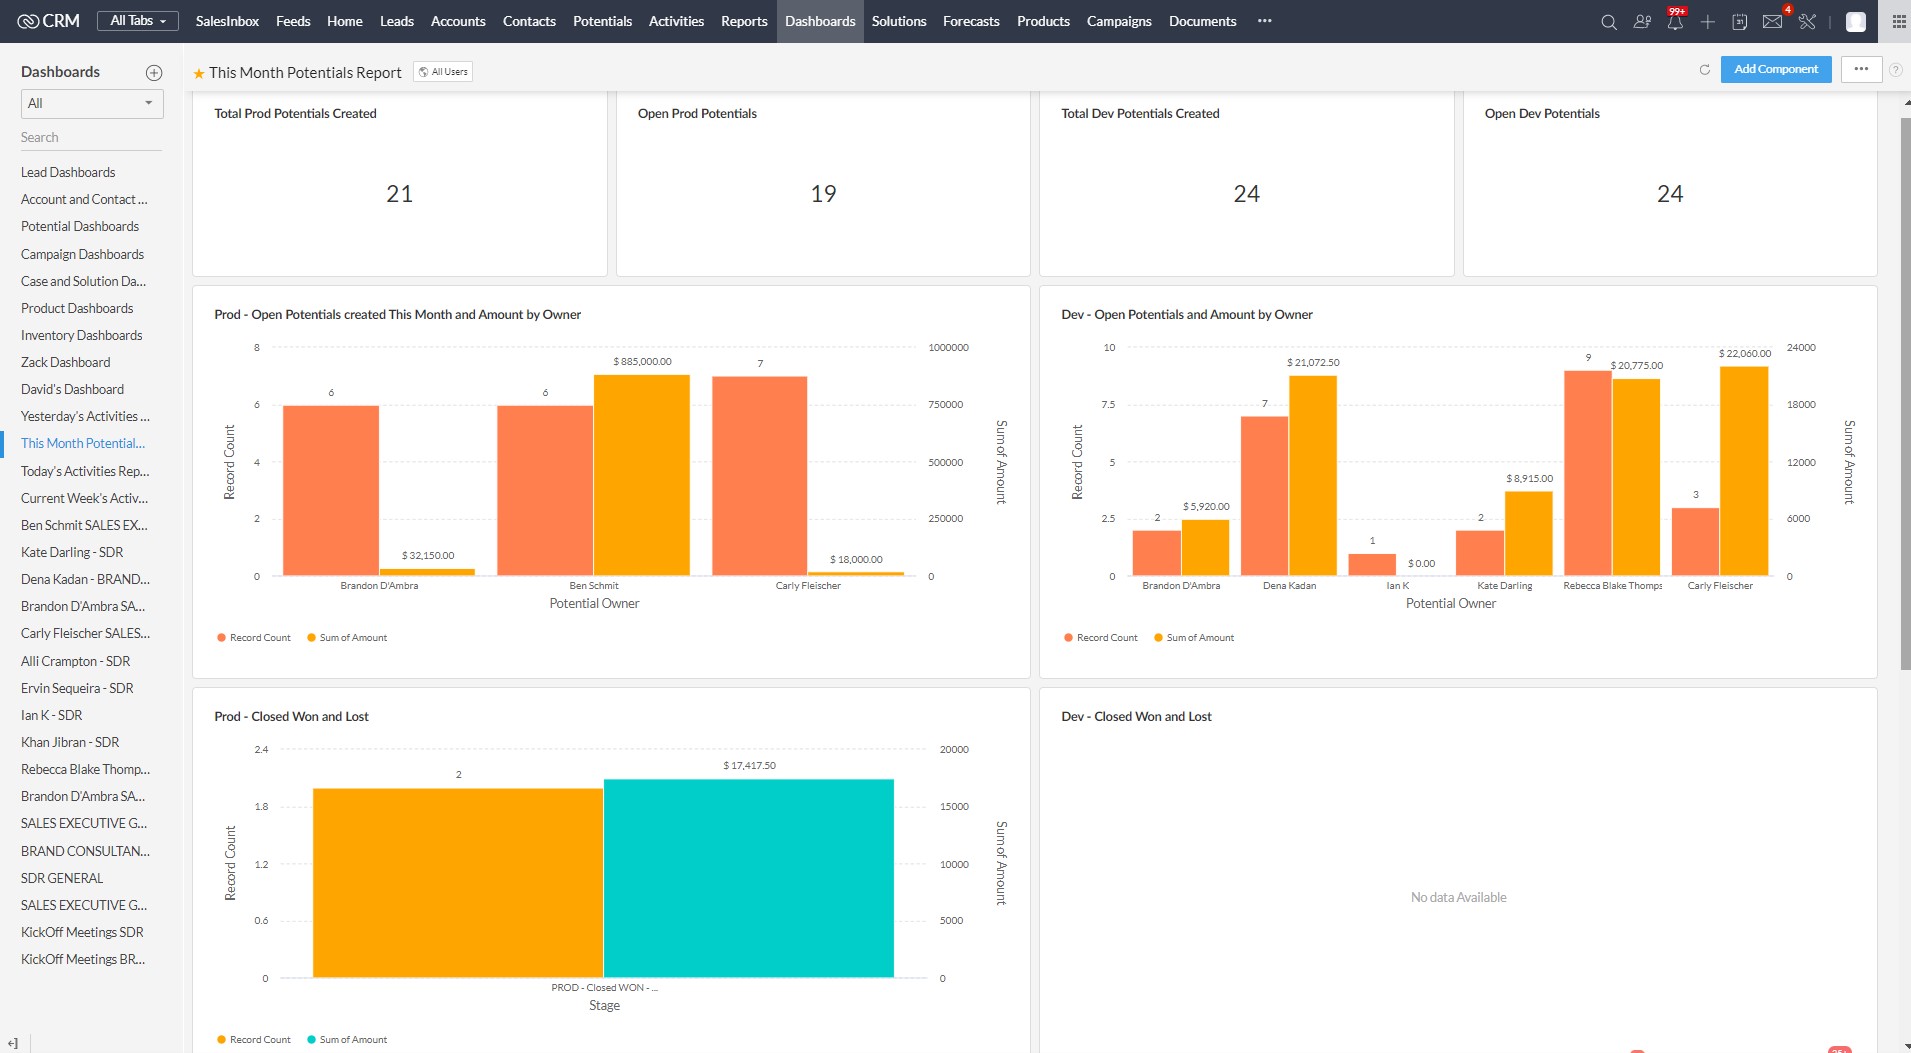 CRM
All Tabs
SalesInbox
Feeds
Home
Leads
Accounts
Contacts
Potentials
Activities
Reports
Dashboards
Solutions
Forecasts
Products
Campaigns
Documents
•••
99+
31
4
Dashboards
All
Search
Lead Dashboards
Account and Contact ...
Potential Dashboards
Campaign Dashboards
Case and Solution Da...
Product Dashboards
Inventory Dashboards
Zack Dashboard
David's Dashboard
Yesterday's Activities ...
This Month Potential...
Today's Activities Rep...
Current Week's Activ...
Ben Schmit SALES EX...
Kate Darling - SDR
Dena Kadan - BRAND...
Brandon D'Ambra SA...
Carly Fleischer SALES...
Alli Crampton - SDR
Ervin Sequeira - SDR
Ian K - SDR
Khan Jibran - SDR
Rebecca Blake Thomp...
Brandon D'Ambra SA...
SALES EXECUTIVE G...
BRAND CONSULTAN...
SDR GENERAL
SALES EXECUTIVE G...
KickOff Meetings SDR
KickOff Meetings BR...
This Month Potentials Report
All Users
Add Component
•••
?
Total Prod Potentials Created
21
Open Prod Potentials
19
Total Dev Potentials Created
24
Open Dev Potentials
24
Prod - Open Potentials created This Month and Amount by Owner
8
6
4
2
0
Record Count
1000000
750000
500000
250000
0
Sum of Amount
6
$ 32,150.00
6
$ 885,000.00
7
$ 18,000.00
Brandon D'Ambra
Ben Schmit
Carly Fleischer
Potential Owner
Record Count
Sum of Amount
Dev - Open Potentials and Amount by Owner
10
7.5
5
2.5
0
Record Count
24000
18000
12000
6000
0
Sum of Amount
2
$ 5,920.00
7
$ 21,072.50
1
$ 0.00
2
$ 8,915.00
9
$ 20,775.00
3
$ 22,060.00
Brandon D'Ambra
Dena Kadan
Ian K
Kate Darling
Rebecca Blake Thomps
Carly Fleischer
Potential Owner
Record Count
Sum of Amount
Prod - Closed Won and Lost
2.4
1.8
1.2
0.6
0
Record Count
20000
15000
10000
5000
0
Sum of Amount
2
$ 17,417.50
PROD - Closed WON - ...
Stage
Record Count
Sum of Amount
Dev - Closed Won and Lost
No data Available